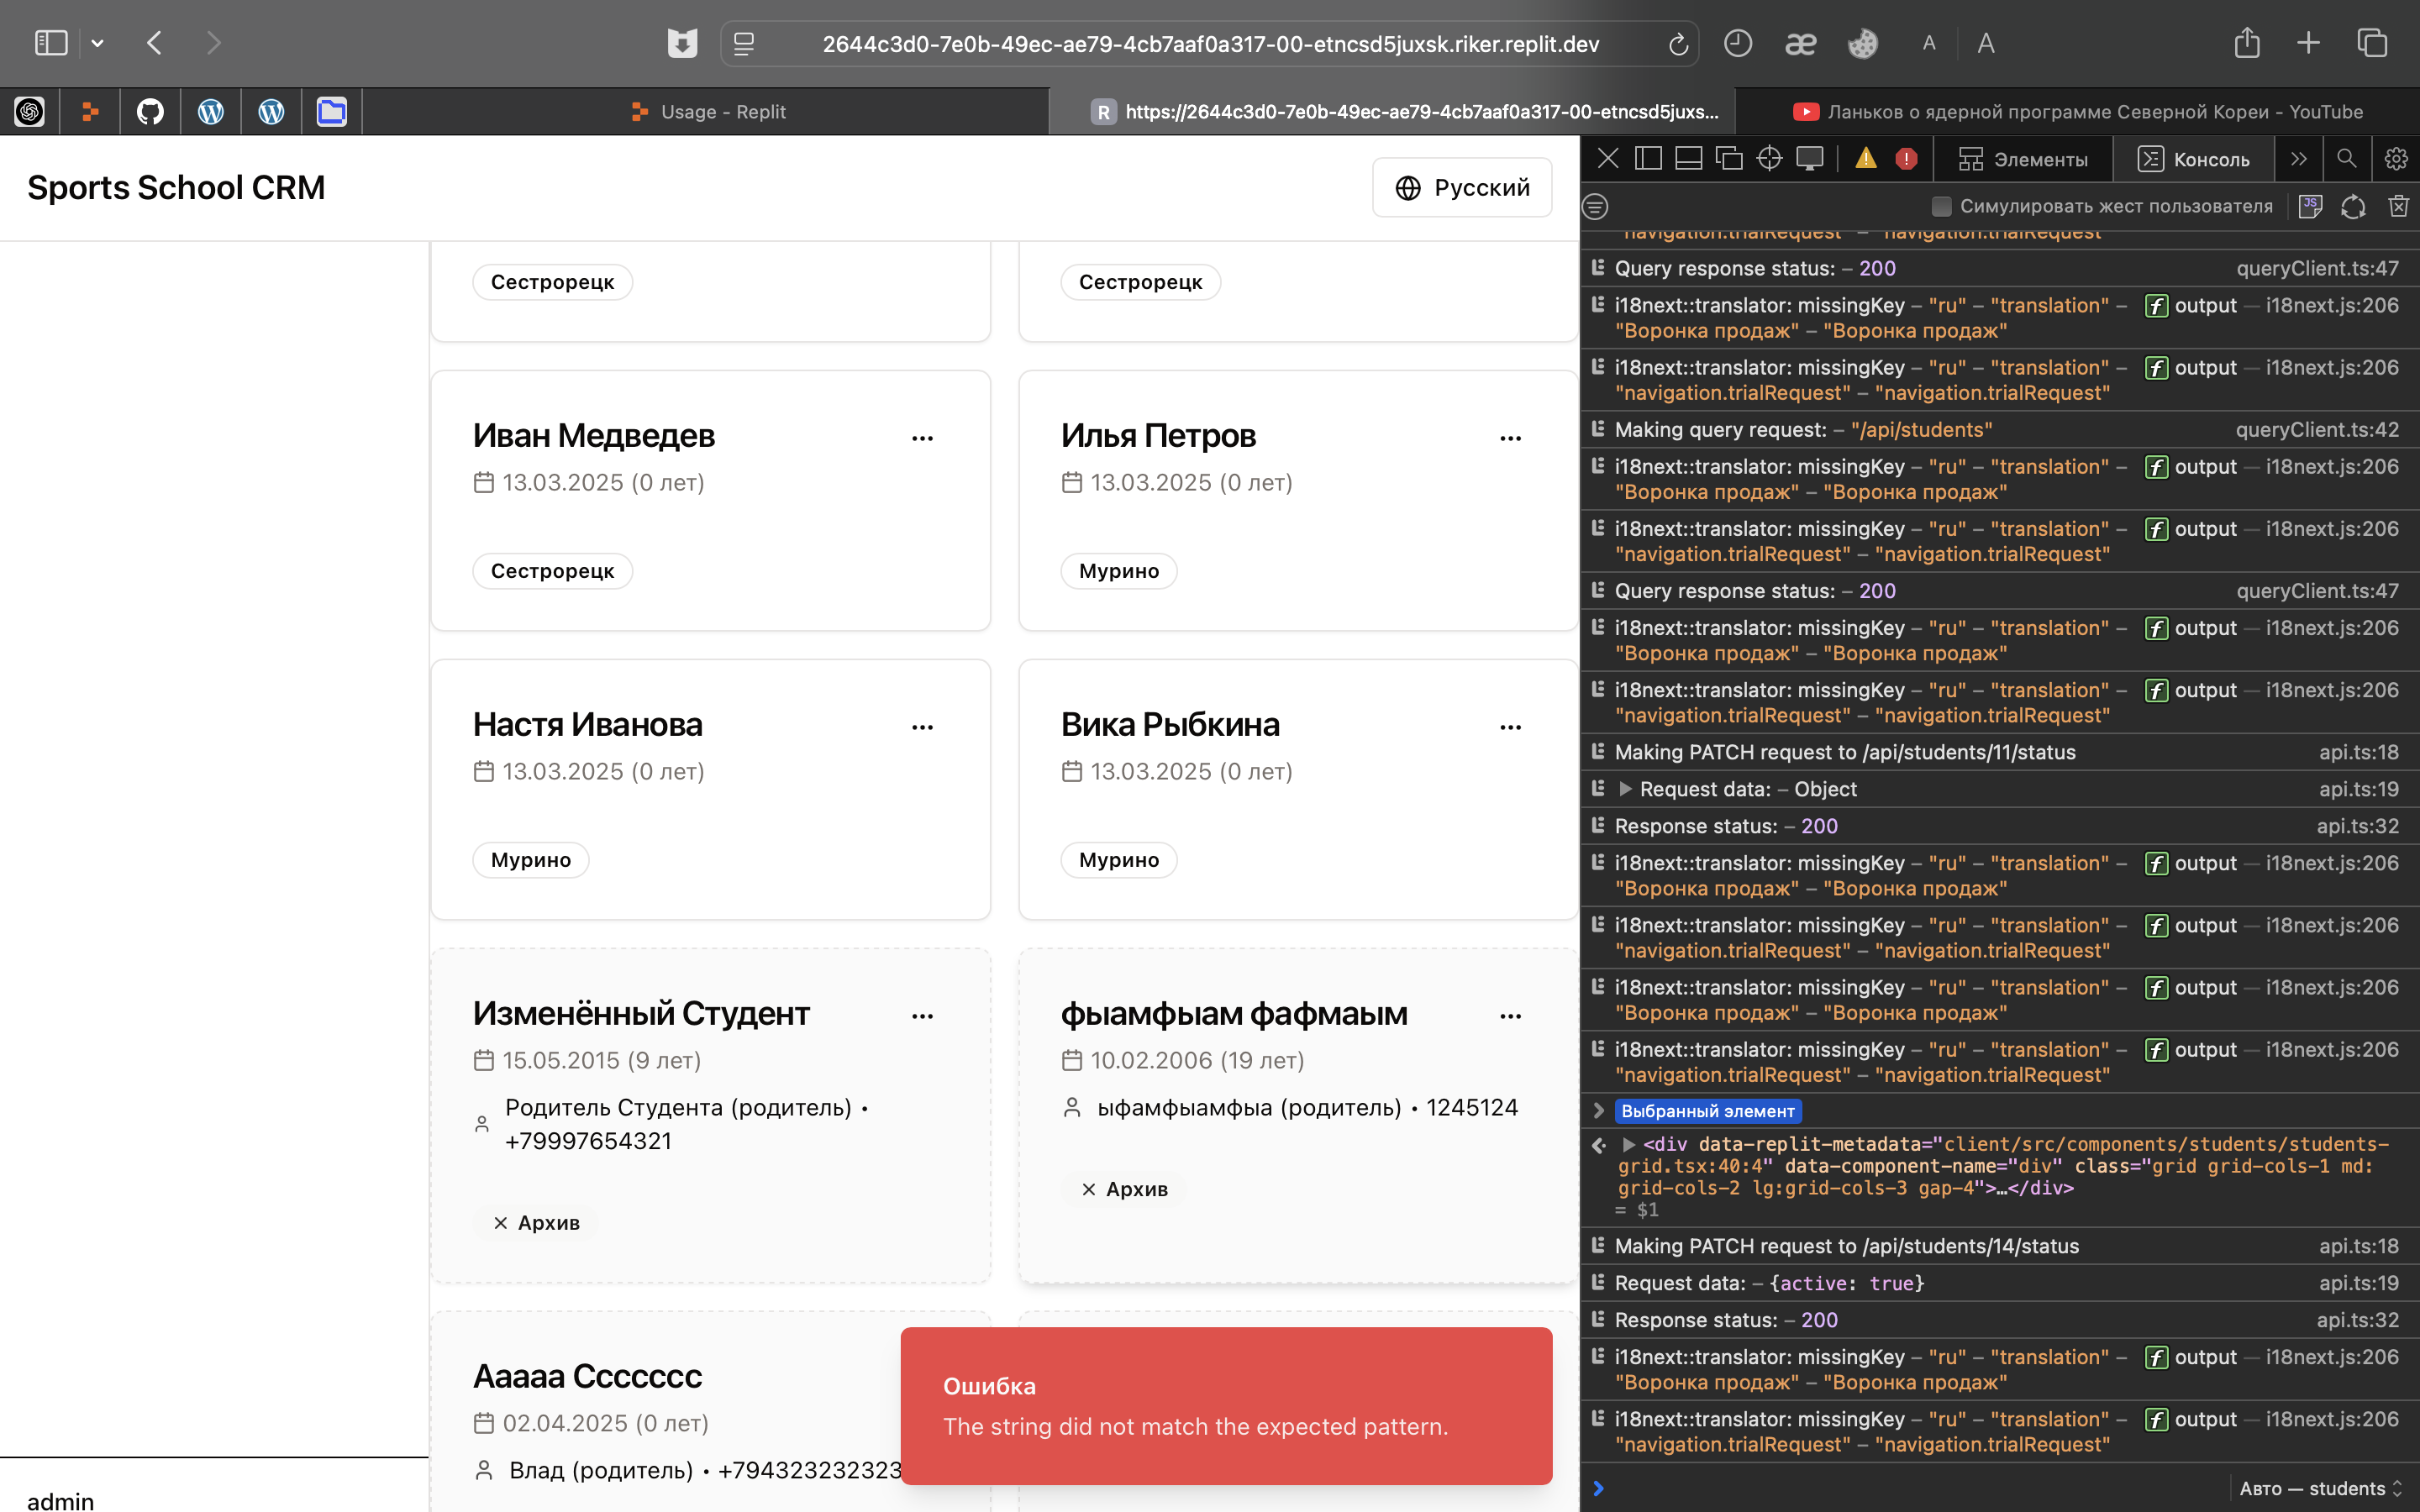 2644c3d0-7e0b-49ec-ae79-4cb7aaf0a317-00-etncsd5juxsk.riker.replit.dev
æ
A
A
Usage - Replit
R
https://2644c3d0-7e0b-49ec-ae79-4cb7aaf0a317-00-etncsd5juxs...
Ланьков о ядерной программе Северной Кореи - YouTube
Sports School CRM
Русский
Сестрорецк
Сестрорецк
Иван Медведев
13.03.2025 (0 лет)
Сестрорецк
Илья Петров
13.03.2025 (0 лет)
Мурино
Настя Иванова
13.03.2025 (0 лет)
Мурино
Вика Рыбкина
13.03.2025 (0 лет)
Мурино
Изменённый Студент
15.05.2015 (9 лет)
Родитель Студента (родитель) •
+79997654321
Архив
фыамфыам фафмаым
10.02.2006 (19 лет)
ыфамфыамфыа (родитель) • 1245124
Архив
Ааааа Сссссс
02.04.2025 (0 лет)
Влад (родитель) • +794323232323
Ошибка
The string did not match the expected pattern.
admin
Элементы
Консоль
Симулировать жест пользователя
JS
"navigation.trialRequest" – "navigation.trialRequest"
Query response status: – 200 queryClient.ts:47
i18next::translator: missingKey – "ru" – "translation" – f output — i18next.js:206
"Воронка продаж" – "Воронка продаж"
i18next::translator: missingKey – "ru" – "translation" – f output — i18next.js:206
"navigation.trialRequest" – "navigation.trialRequest"
Making query request: – "/api/students" queryClient.ts:42
i18next::translator: missingKey – "ru" – "translation" – f output — i18next.js:206
"Воронка продаж" – "Воронка продаж"
i18next::translator: missingKey – "ru" – "translation" – f output — i18next.js:206
"navigation.trialRequest" – "navigation.trialRequest"
Query response status: – 200 queryClient.ts:47
i18next::translator: missingKey – "ru" – "translation" – f output — i18next.js:206
"Воронка продаж" – "Воронка продаж"
i18next::translator: missingKey – "ru" – "translation" – f output — i18next.js:206
"navigation.trialRequest" – "navigation.trialRequest"
Making PATCH request to /api/students/11/status api.ts:18
Request data: – Object api.ts:19
Response status: – 200 api.ts:32
i18next::translator: missingKey – "ru" – "translation" – f output — i18next.js:206
"Воронка продаж" – "Воронка продаж"
i18next::translator: missingKey – "ru" – "translation" – f output — i18next.js:206
"navigation.trialRequest" – "navigation.trialRequest"
i18next::translator: missingKey – "ru" – "translation" – f output — i18next.js:206
"Воронка продаж" – "Воронка продаж"
i18next::translator: missingKey – "ru" – "translation" – f output — i18next.js:206
"navigation.trialRequest" – "navigation.trialRequest"
Выбранный элемент
<div data-replit-metadata="client/src/components/students/students-
grid.tsx:40:4" data-component-name="div" class="grid grid-cols-1 md:
grid-cols-2 lg:grid-cols-3 gap-4">…</div>
= $1
Making PATCH request to /api/students/14/status api.ts:18
Request data: – {active: true} api.ts:19
Response status: – 200 api.ts:32
i18next::translator: missingKey – "ru" – "translation" – f output — i18next.js:206
"Воронка продаж" – "Воронка продаж"
i18next::translator: missingKey – "ru" – "translation" – f output — i18next.js:206
"navigation.trialRequest" – "navigation.trialRequest"
Авто — students